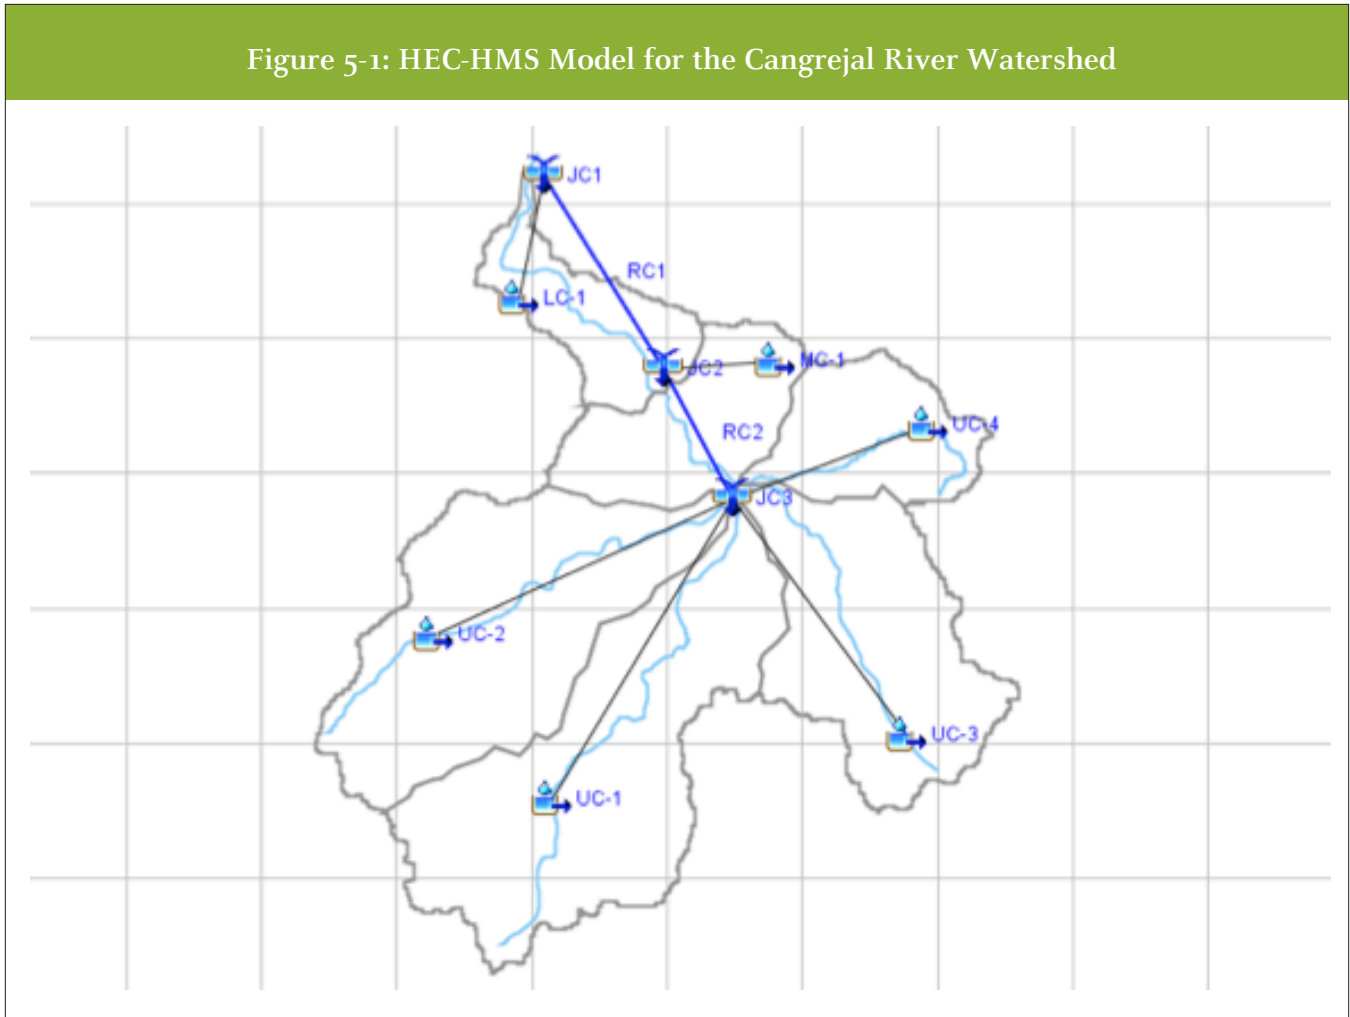 Figure 5-1: HEC-HMS Model for the Cangrejal River Watershed
JC1
RC1
LC-1
JC2
MC-1
UC-4
RC2
JC3
UC-2
UC-3
UC-1